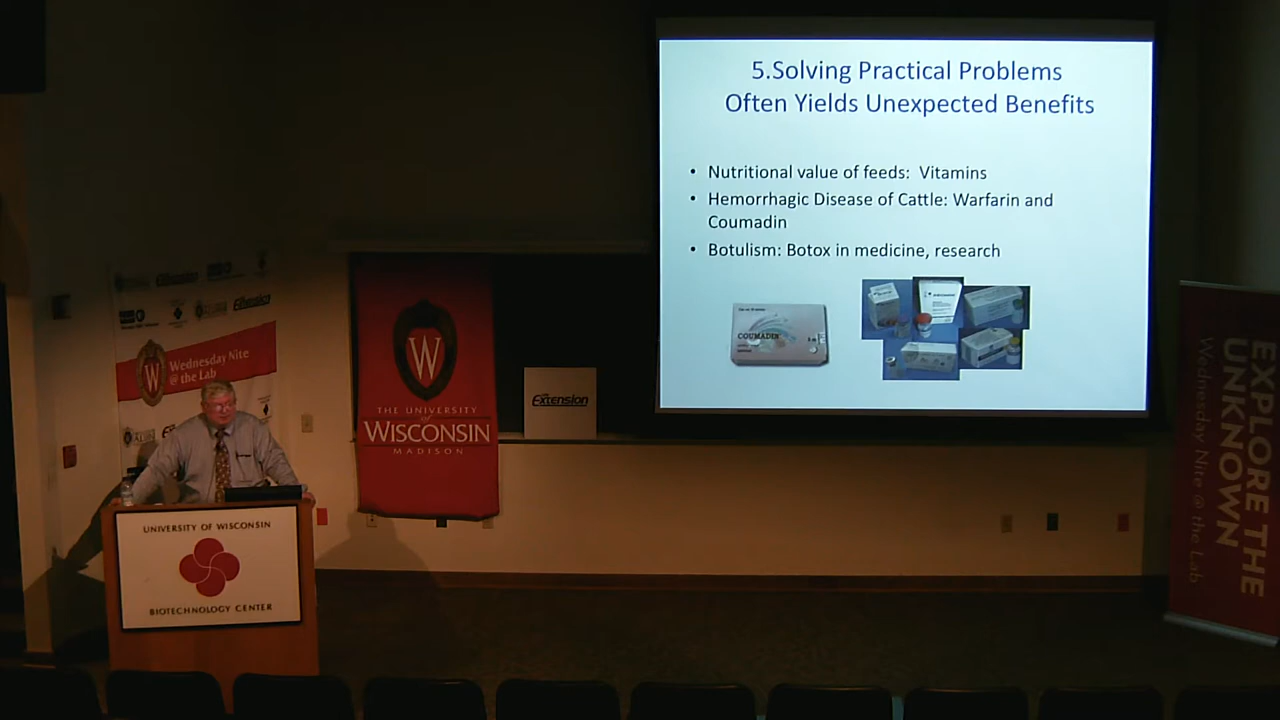 5.Solving Practical Problems
Often Yields Unexpected Benefits
• Nutritional value of feeds: Vitamins
• Hemorrhagic Disease of Cattle: Warfarin and
Coumadin
• Botulism: Botox in medicine, research
COUMADIN
Wednesday Nite
@ the Lab
W
W
THE UNIVERSITY
of
WISCONSIN
MADISON
Extension
Extension
UNIVERSITY OF WISCONSIN
BIOTECHNOLOGY CENTER
EXPLORE THE
UNKNOWN
Wednesday Nite @ the Lab